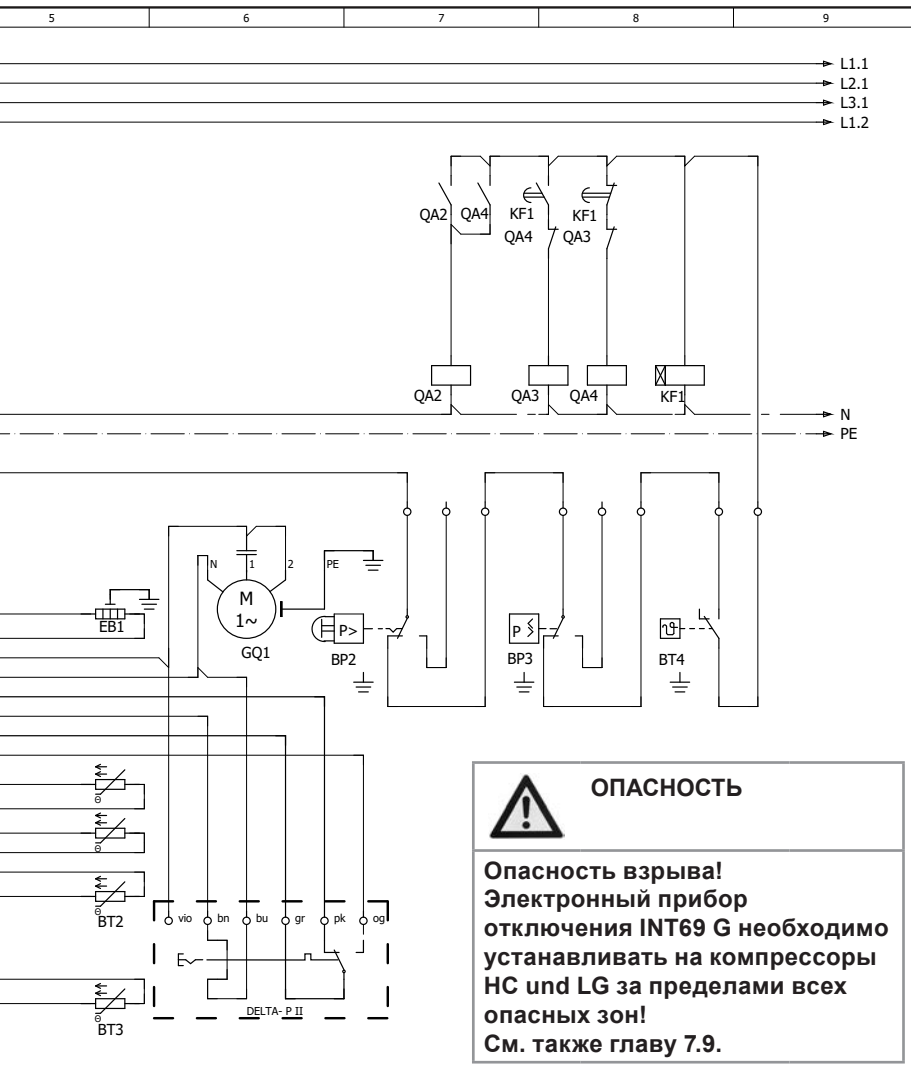 5 6 7 8 9
L1.1
L2.1
L3.1
L1.2
QA2 QA4 KF1 KF1
QA4 QA3
QA2 QA3 QA4 KF1
N
PE
N 1 2 PE
M
1~
GQ1
EB1
P>
BP2
P
BP3
BT4
Θ
Θ
Θ
BT2
Θ
BT3
vio bn bu gr pk og
DELTA- P II
ОПАСНОСТЬ
Опасность взрыва!
Электронный прибор
отключения INT69 G необходимо
устанавливать на компрессоры
HC und LG за пределами всех
опасных зон!
См. также главу 7.9.